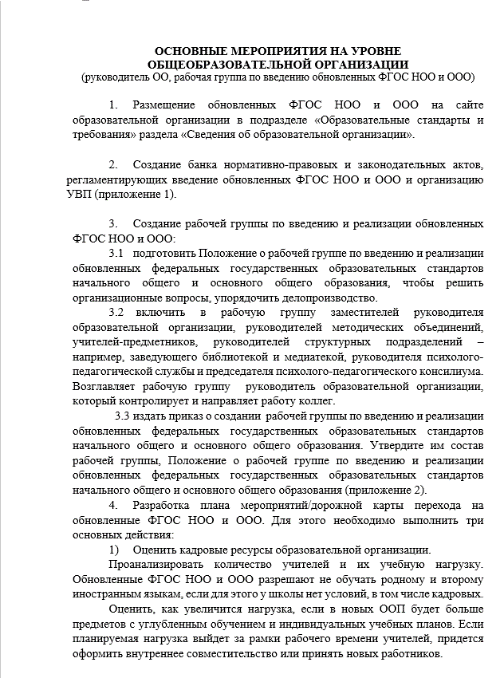 ОСНОВНЫЕ МЕРОПРИЯТИЯ НА УРОВНЕ
ОБЩЕОБРАЗОВАТЕЛЬНОЙ ОРГАНИЗАЦИИ
(руководитель ОО, рабочая группа по введению обновленных ФГОС НОО и ООО)
1. Размещение обновленных ФГОС НОО и ООО на сайте
образовательной организации в подразделе «Образовательные стандарты и
требования» раздела «Сведения об образовательной организации».
2. Создание банка нормативно-правовых и законодательных актов,
регламентирующих введение обновленных ФГОС НОО и ООО и организацию
УВП (приложение 1).
3. Создание рабочей группы по введению и реализации обновленных
ФГОС НОО и ООО:
3.1 подготовить Положение о рабочей группе по введению и реализации
обновленных федеральных государственных образовательных стандартов
начального общего и основного общего образования, чтобы решить
организационные вопросы, упорядочить делопроизводство.
3.2 включить в рабочую группу заместителей руководителя
образовательной организации, руководителей методических объединений,
учителей-предметников, руководителей структурных подразделений –
например, заведующего библиотекой и медиатекой, руководителя психолого-
педагогической службы и председателя психолого-педагогического консилиума.
Возглавляет рабочую группу руководитель образовательной организации,
который контролирует и направляет работу коллег.
3.3 издать приказ о создании рабочей группы по введению и реализации
обновленных федеральных государственных образовательных стандартов
начального общего и основного общего образования. Утвердите им состав
рабочей группы, Положение о рабочей группе по введению и реализации
обновленных федеральных государственных образовательных стандартов
начального общего и основного общего образования (приложение 2).
4. Разработка плана мероприятий/дорожной карты перехода на
обновленные ФГОС НОО и ООО. Для этого необходимо выполнить три
основных действия:
1) Оценить кадровые ресурсы образовательной организации.
Проанализировать количество учителей и их учебную нагрузку.
Обновленные ФГОС НОО и ООО разрешают не обучать родному и второму
иностранным языкам, если для этого у школы нет условий, в том числе кадровых.
Оценить, как увеличится нагрузка, если в новых ООП будет больше
предметов с углубленным обучением и индивидуальных учебных планов. Если
планируемая нагрузка выйдет за рамки рабочего времени учителей, придется
оформить внутреннее совместительство или принять новых работников.